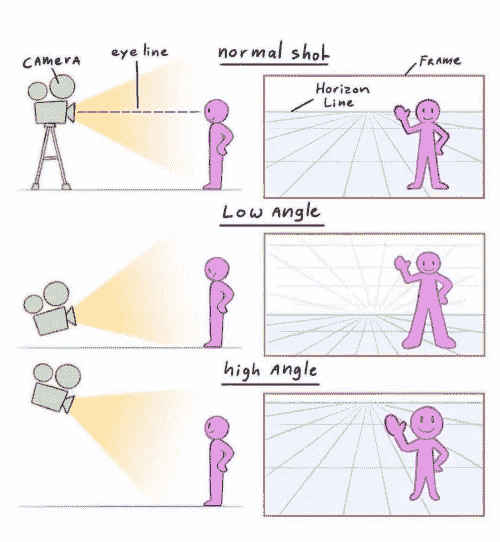 CAMERA
eye line
normal shot
FRAME
Horizon
Line
Low Angle
high Angle